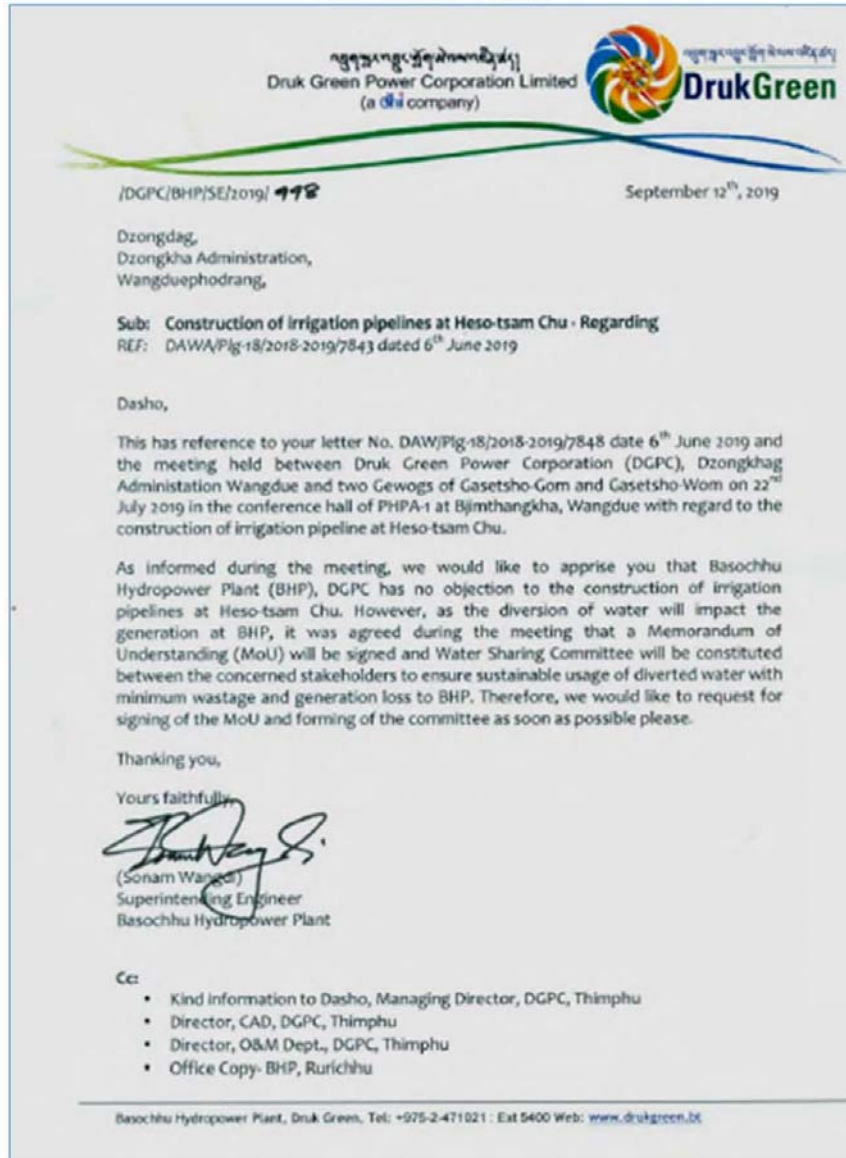 འབྲུག་རང་བཞིན་གློག་མེ་ལས་འཛིན་ཚད།
Druk Green Power Corporation Limited
(a dhi company)
DrukGreen
/DGPC/BHP/SE/2019/ 998
September 12th, 2019
Dzongdag,
Dzongkha Administration,
Wangduephodrang,
Sub: Construction of irrigation pipelines at Heso-tsam Chu - Regarding
REF: DAWA/Plg-18/2018-2019/7843 dated 6th June 2019
Dasho,
This has reference to your letter No. DAW/Plg-18/2018-2019/7848 date 6th June 2019 and
the meeting held between Druk Green Power Corporation (DGPC), Dzongkhag
Administation Wangdue and two Gewogs of Gasetsho-Gom and Gasetsho-Wom on 22nd
July 2019 in the conference hall of PHPA-1 at Bjimthangkha, Wangdue with regard to the
construction of irrigation pipeline at Heso-tsam Chu.
As informed during the meeting, we would like to apprise you that Basochhu
Hydropower Plant (BHP), DGPC has no objection to the construction of irrigation
pipelines at Heso-tsam Chu. However, as the diversion of water will impact the
generation at BHP, it was agreed during the meeting that a Memorandum of
Understanding (MoU) will be signed and Water Sharing Committee will be constituted
between the concerned stakeholders to ensure sustainable usage of diverted water with
minimum wastage and generation loss to BHP. Therefore, we would like to request for
signing of the MoU and forming of the committee as soon as possible please.
Thanking you,
Yours faithfully,
(Sonam Wangdi)
Superintending Engineer
Basochhu Hydropower Plant
Cc:
• Kind information to Dasho, Managing Director, DGPC, Thimphu
• Director, CAD, DGPC, Thimphu
• Director, O&M Dept., DGPC, Thimphu
• Office Copy- BHP, Rurichhu
Basochhu Hydropower Plant, Druk Green, Tel: +975-2-471021 : Ext 5400 Web: www.drukgreen.bt